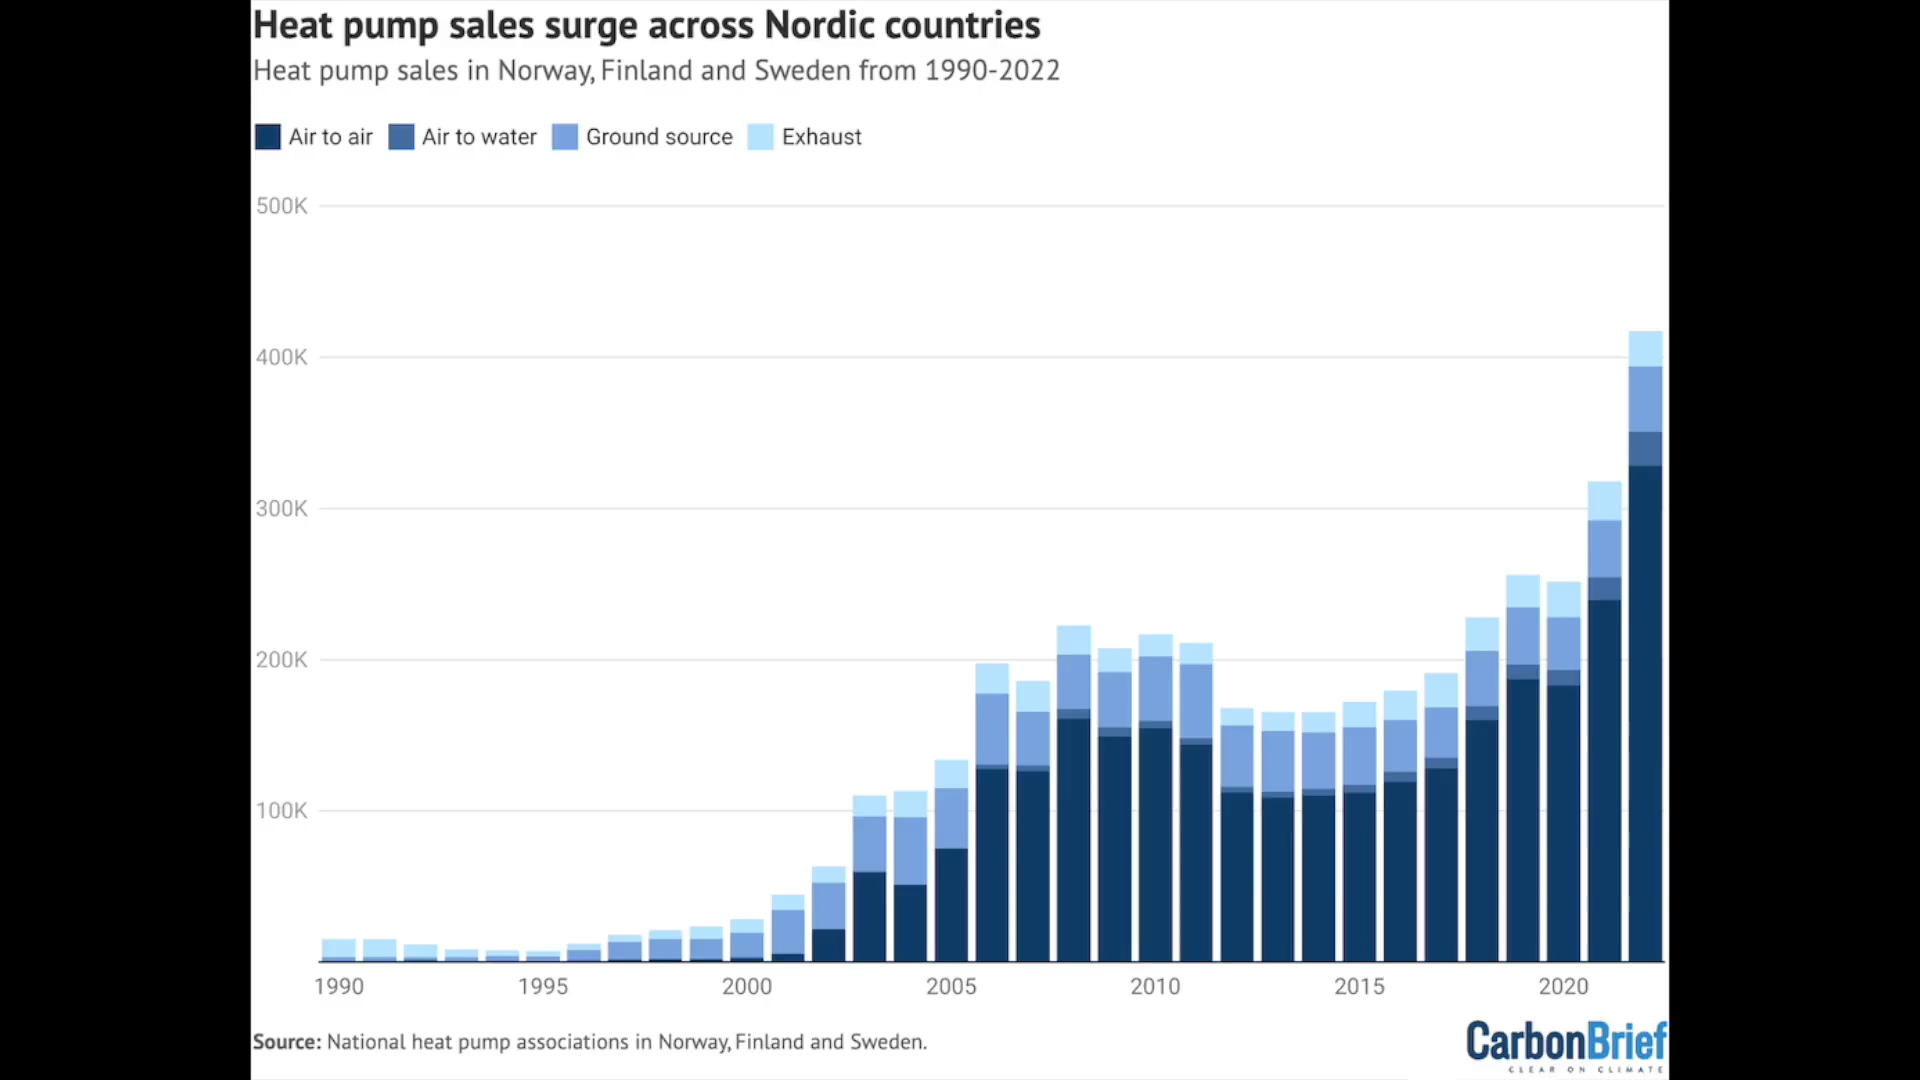 Heat pump sales surge across Nordic countries
Heat pump sales in Norway, Finland and Sweden from 1990-2022
Air to air Air to water Ground source Exhaust
500K
400K
300K
200K
100K
1990 1995 2000 2005 2010 2015 2020
Source: National heat pump associations in Norway, Finland and Sweden.
CarbonBrief
CLEAR ON CLIMATE